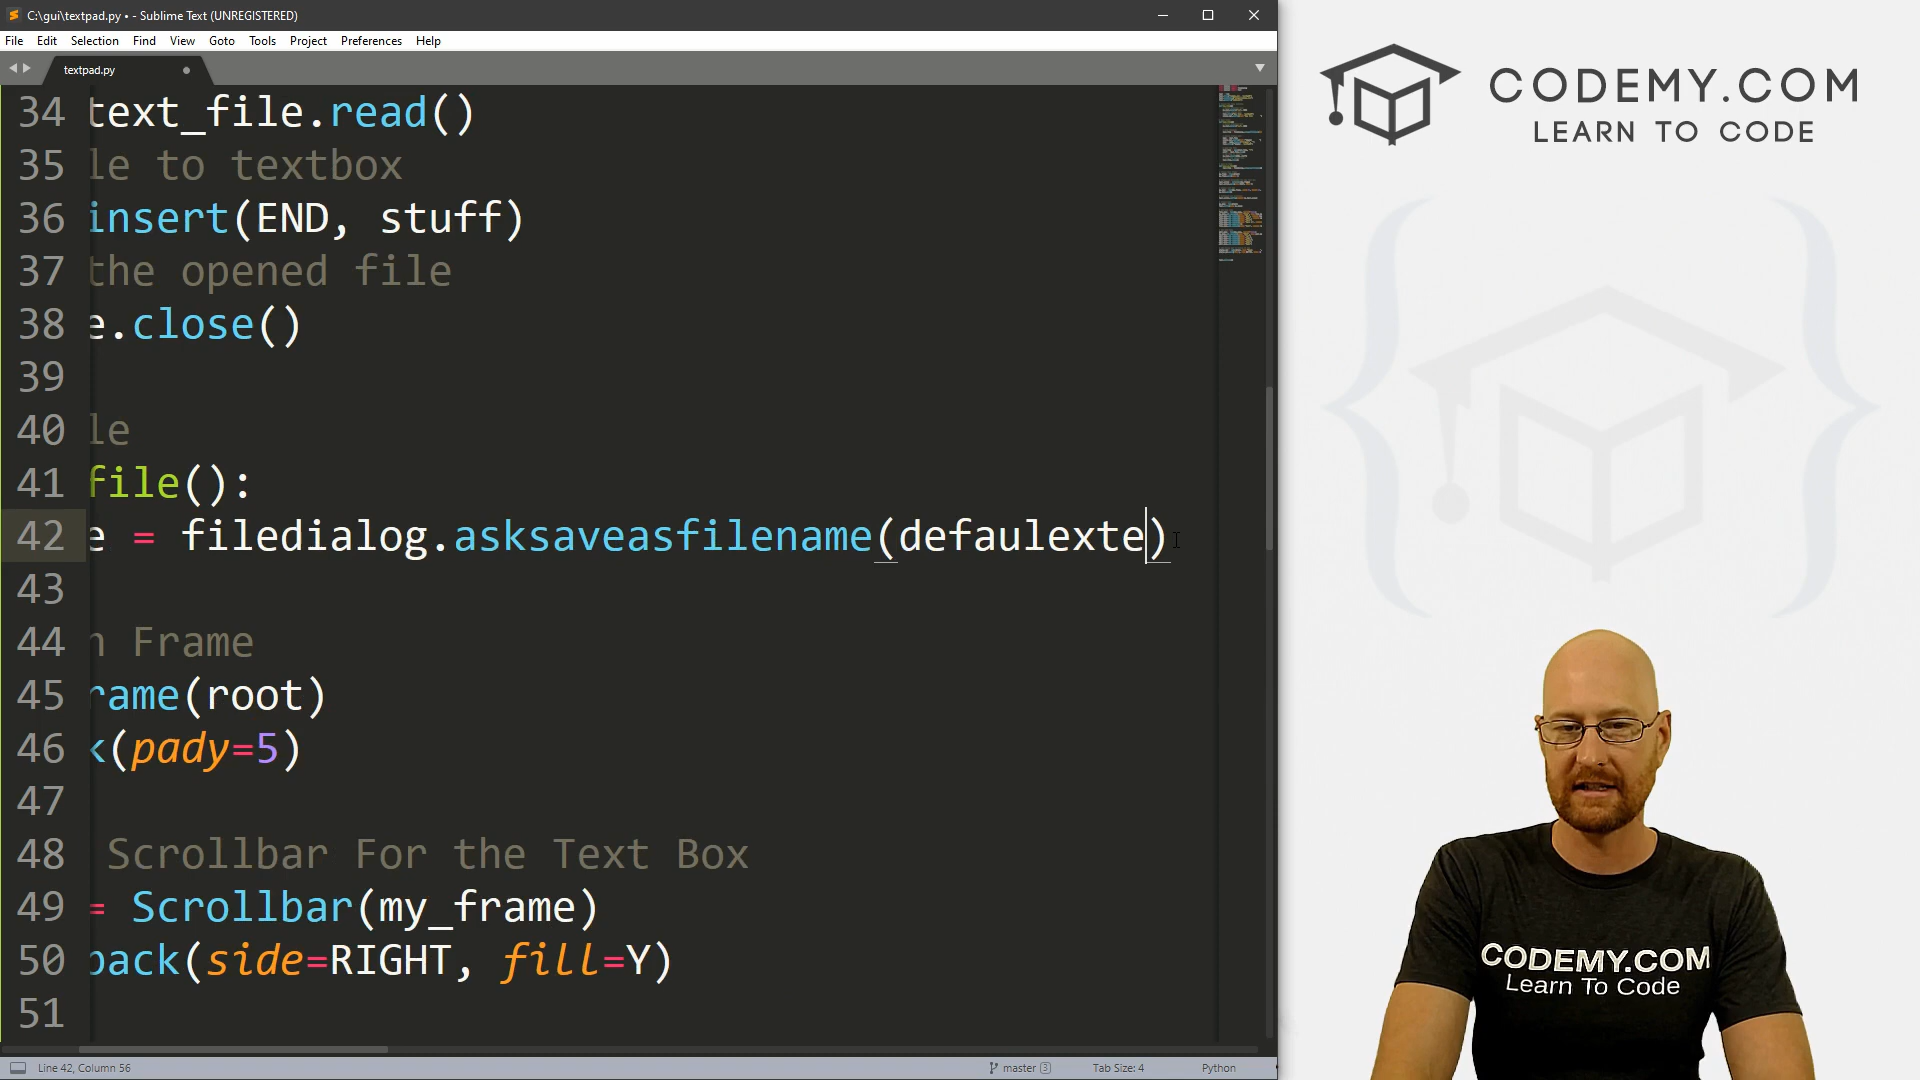 C:\gui\textpad.py • - Sublime Text (UNREGISTERED)
File Edit Selection Find View Goto Tools Project Preferences Help
textpad.py
34 text_file.read()
35 le to textbox
36 insert(END, stuff)
37 the opened file
38 e.close()
39
40 le
41 file():
42 e = filedialog.asksaveasfilename(defaulexte)
43
44 n Frame
45 rame(root)
46 k(pady=5)
47
48 Scrollbar For the Text Box
49 = Scrollbar(my_frame)
50 pack(side=RIGHT, fill=Y)
51
Line 42, Column 56
master 3
Tab Size: 4
Python
CODEMY.COM
LEARN TO CODE
CODEMY.COM
Learn To Code